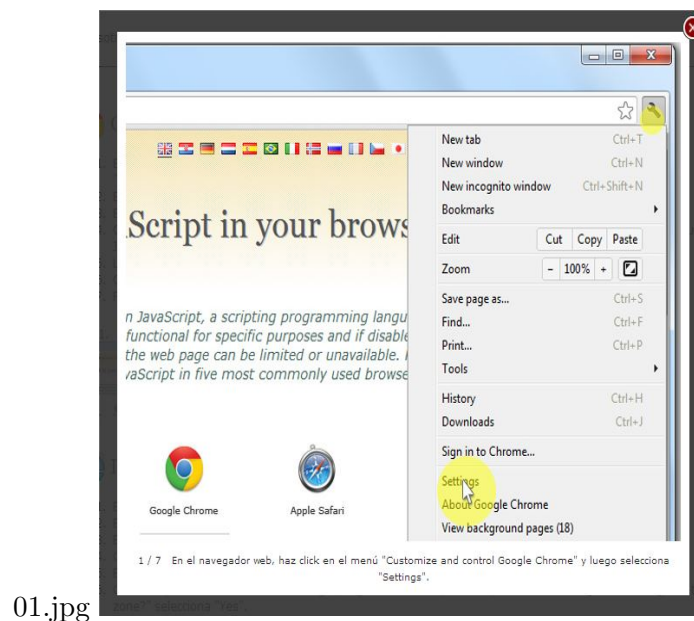 Script in your brows
n JavaScript, a scripting programming langu
functional for specific purposes and if disable
the web page can be limited or unavailable.
vaScript in five most commonly used browse
Google Chrome
Apple Safari
New tab Ctrl+T
New window Ctrl+N
New incognito window Ctrl+Shift+N
Bookmarks
Edit Cut Copy Paste
Zoom - 100% +
Save page as... Ctrl+S
Find... Ctrl+F
Print... Ctrl+P
Tools
History Ctrl+H
Downloads Ctrl+J
Sign in to Chrome...
Settings
About Google Chrome
View background pages (18)
1 / 7 En el navegador web, haz click en el menú "Customize and control Google Chrome" y luego selecciona
"Settings".
01.jpg
zone?" selecciona "Yes".